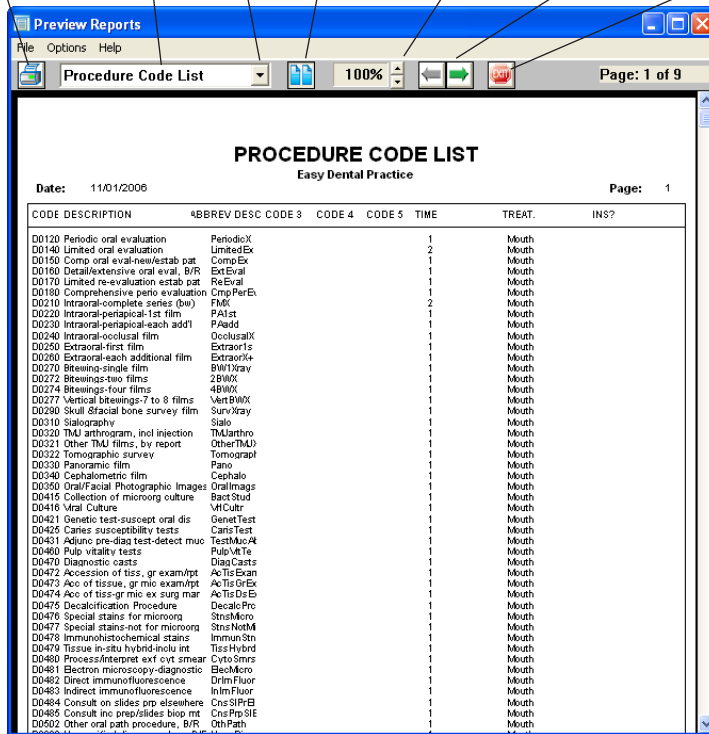 Preview Reports
File Options Help
Procedure Code List 100% EXIT Page: 1 of 9
PROCEDURE CODE LIST
Easy Dental Practice
Date: 11/01/2006 Page: 1
CODE DESCRIPTION ABBREV DESC CODE 3 CODE 4 CODE 5 TIME TREAT. INS?
D0120 Periodic oral evaluation PeriodicX 1 Mouth
D0140 Limited oral evaluation LimitedEx 2 Mouth
D0150 Comp oral eval-new/estab pat CompEx 1 Mouth
D0160 Detail/extensive oral eval, B/R ExtEval 1 Mouth
D0170 Limited re-evaluation estab pat ReEval 1 Mouth
D0180 Comprehensive perio evaluation CmpPerEv 1 Mouth
D0210 Intraoral-complete series (bw) FMX 2 Mouth
D0220 Intraoral-periapical-1st film PA1st 1 Mouth
D0230 Intraoral-periapical-each add'l PAadd 1 Mouth
D0240 Intraoral-occlusal film OcclusalX 1 Mouth
D0250 Extraoral-first film Extraor1s 1 Mouth
D0260 Extraoral-each additional film ExtraorX+ 1 Mouth
D0270 Bitewing-single film BW1Xray 1 Mouth
D0272 Bitewings-two films 2BWX 1 Mouth
D0274 Bitewings-four films 4BWX 1 Mouth
D0277 Vertical bitewings-7 to 8 films VertBWX 1 Mouth
D0290 Skull &facial bone survey film SurvXray 1 Mouth
D0310 Sialography Sialo 1 Mouth
D0320 TMJ arthrogram, incl injection TMJarthro 1 Mouth
D0321 Other TMJ films, by report OtherTMJ 1 Mouth
D0322 Tomographic survey Tomograph 1 Mouth
D0330 Panoramic film Pano 1 Mouth
D0340 Cephalometric film Cephalo 1 Mouth
D0350 Oral/Facial Photographic Images OralImags 1 Mouth
D0415 Collection of microorg culture Bact Stud 1 Mouth
D0416 Viral Culture VrlCultr 1 Mouth
D0421 Genetic test-suscept oral dis GenetTest 1 Mouth
D0425 Caries susceptibility tests CarisTest 1 Mouth
D0431 Adjunc pre-diag test-detect muc TestMucAb 1 Mouth
D0460 Pulp vitality tests PulpVitTe 1 Mouth
D0470 Diagnostic casts DiagCasts 1 Mouth
D0472 Accession of tiss, gr exam/rpt AcTisExan 1 Mouth
D0473 Acc of tissue, gr mic exam/rpt AcTisGrEx 1 Mouth
D0474 Acc of tiss-gr mic ex surg mar AcTisDsE 1 Mouth
D0475 Decalcification Procedure DecalcPrc 1 Mouth
D0476 Special stains for microorg StnsMicro 1 Mouth
D0477 Special stains-not for microorg StnsNotMi 1 Mouth
D0478 Immunohistochemical stains ImmunStn 1 Mouth
D0479 Tissue in-situ hybrid-inclu int TissHybrd 1 Mouth
D0480 Process/interpret exf cyt smear CytoSmrs 1 Mouth
D0481 Electron microscopy-diagnostic ElecMicro 1 Mouth
D0482 Direct immunofluorescence DrImFluor 1 Mouth
D0483 Indirect immunofluorescence InImFluor 1 Mouth
D0484 Consult on slides prp elsewhere CnsSlPrEl 1 Mouth
D0485 Consult inc prep/slides biop mt CnsPrpSlE 1 Mouth
D0502 Other oral path procedure, B/R OthPath 1 Mouth